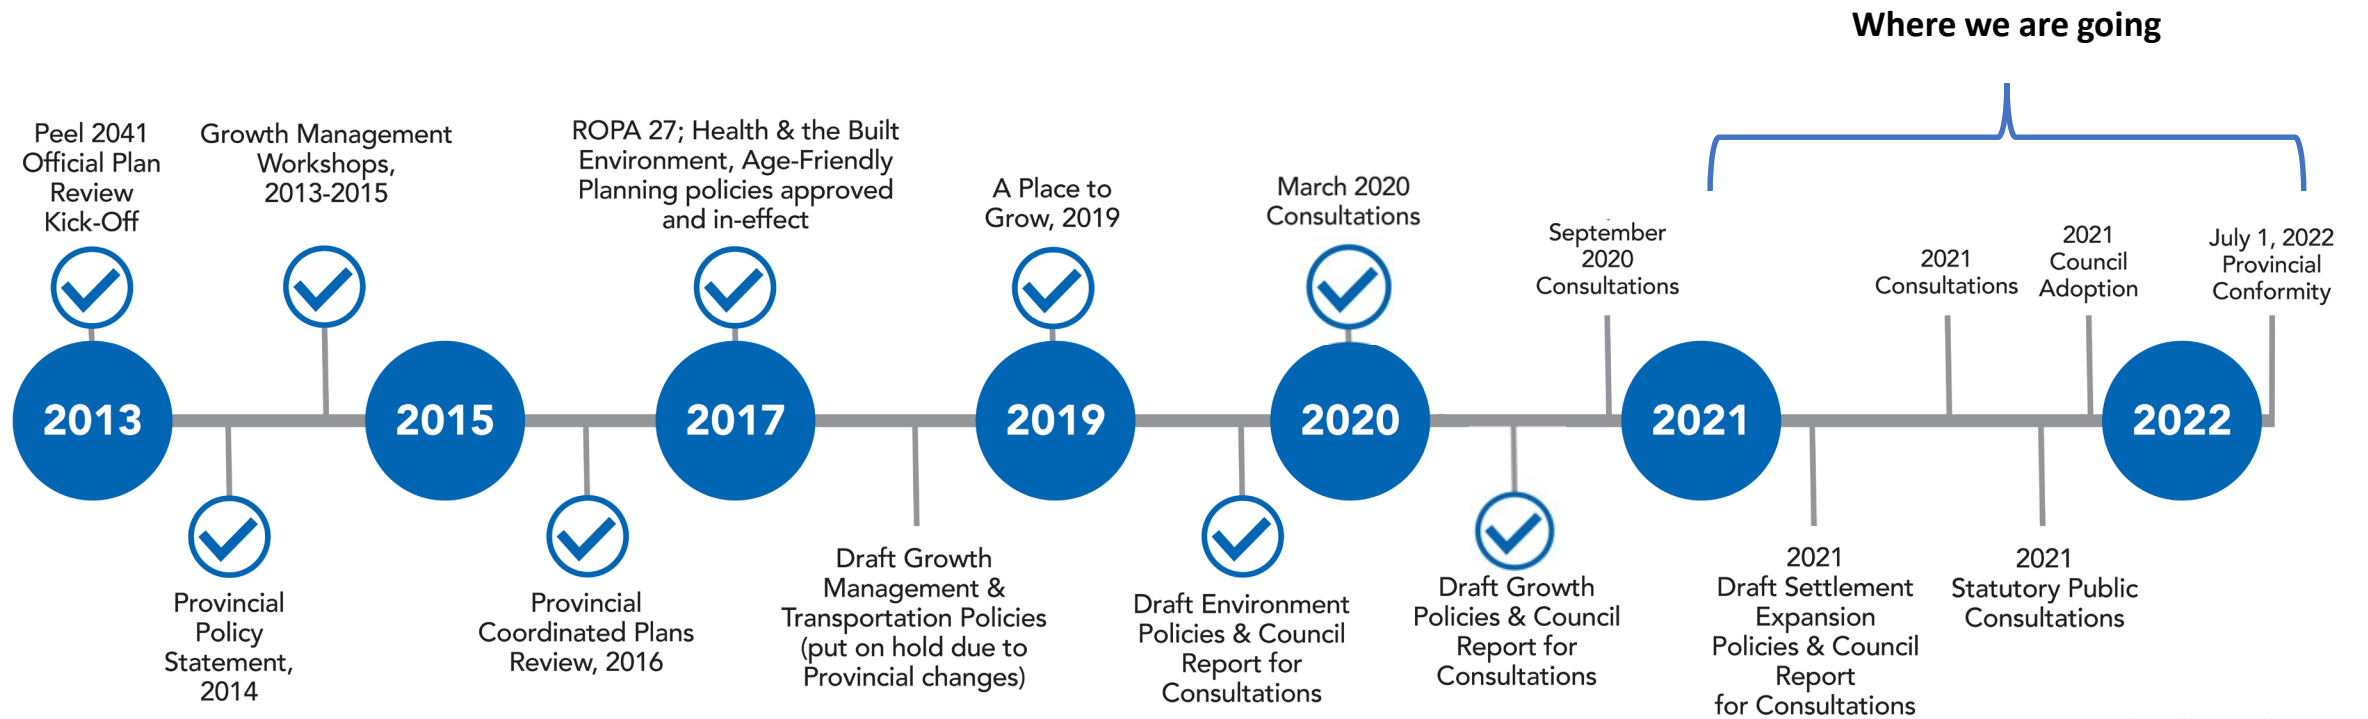 Where we are going
Peel 2041
Official Plan
Review
Kick-Off
Growth Management
Workshops,
2013-2015
ROPA 27; Health & the Built
Environment, Age-Friendly
Planning policies approved
and in-effect
A Place to
Grow, 2019
March 2020
Consultations
September
2020
Consultations
2021
Consultations
2021
Council
Adoption
July 1, 2022
Provincial
Conformity
2013
2015
2017
2019
2020
2021
2022
Provincial
Policy
Statement,
2014
Provincial
Coordinated Plans
Review, 2016
Draft Growth
Management &
Transportation Policies
(put on hold due to
Provincial changes)
Draft Environment
Policies & Council
Report for
Consultations
Draft Growth
Policies & Council
Report for
Consultations
2021
Draft Settlement
Expansion
Policies & Council
Report
for Consultations
2021
Statutory Public
Consultations